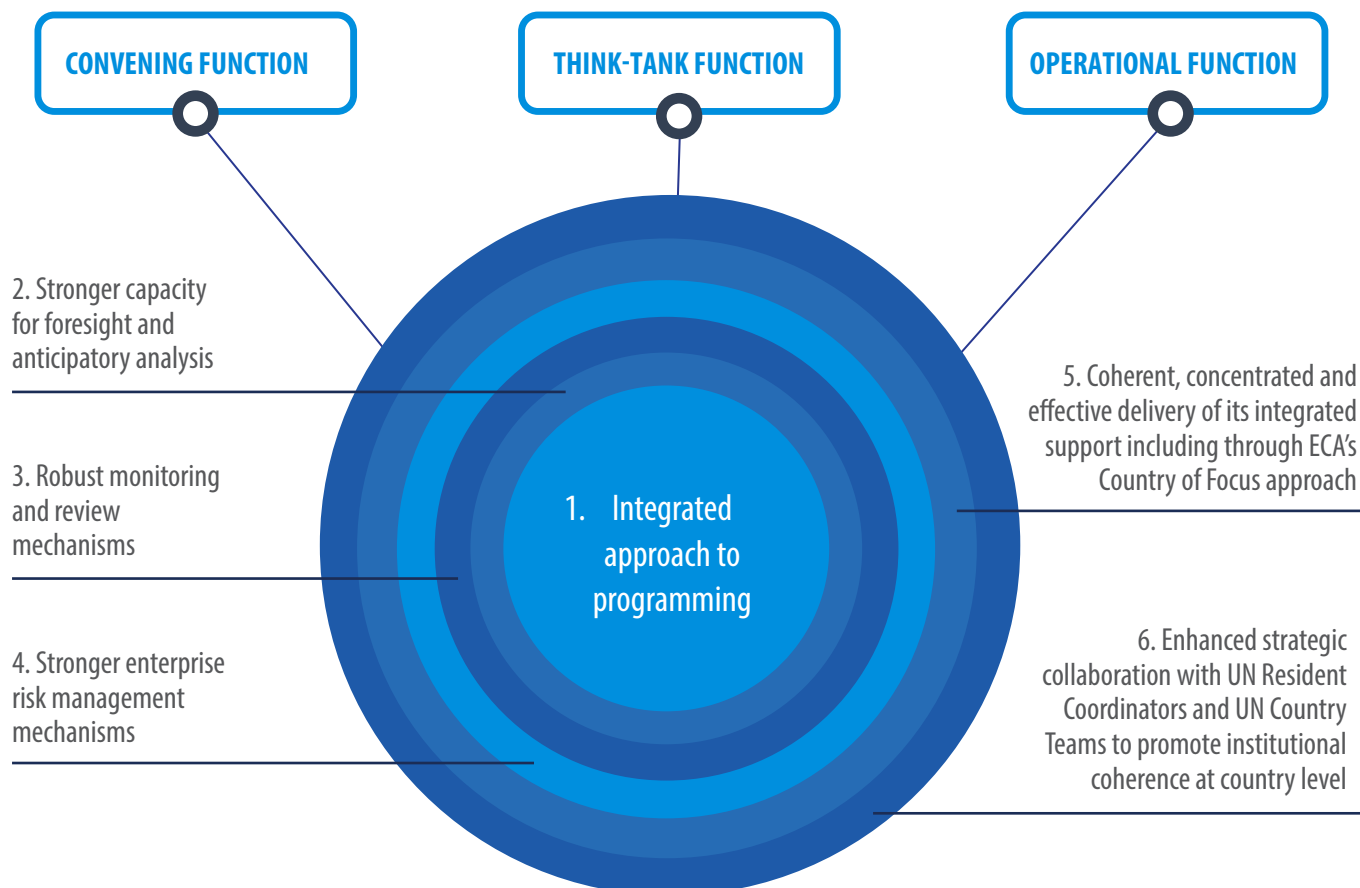 CONVENING FUNCTION
THINK-TANK FUNCTION
OPERATIONAL FUNCTION
2. Stronger capacity
for foresight and
anticipatory analysis
3. Robust monitoring
and review
mechanisms
4. Stronger enterprise
risk management
mechanisms
1. Integrated
approach to
programming
5. Coherent, concentrated and
effective delivery of its integrated
support including through ECA’s
Country of Focus approach
6. Enhanced strategic
collaboration with UN Resident
Coordinators and UN Country
Teams to promote institutional
coherence at country level